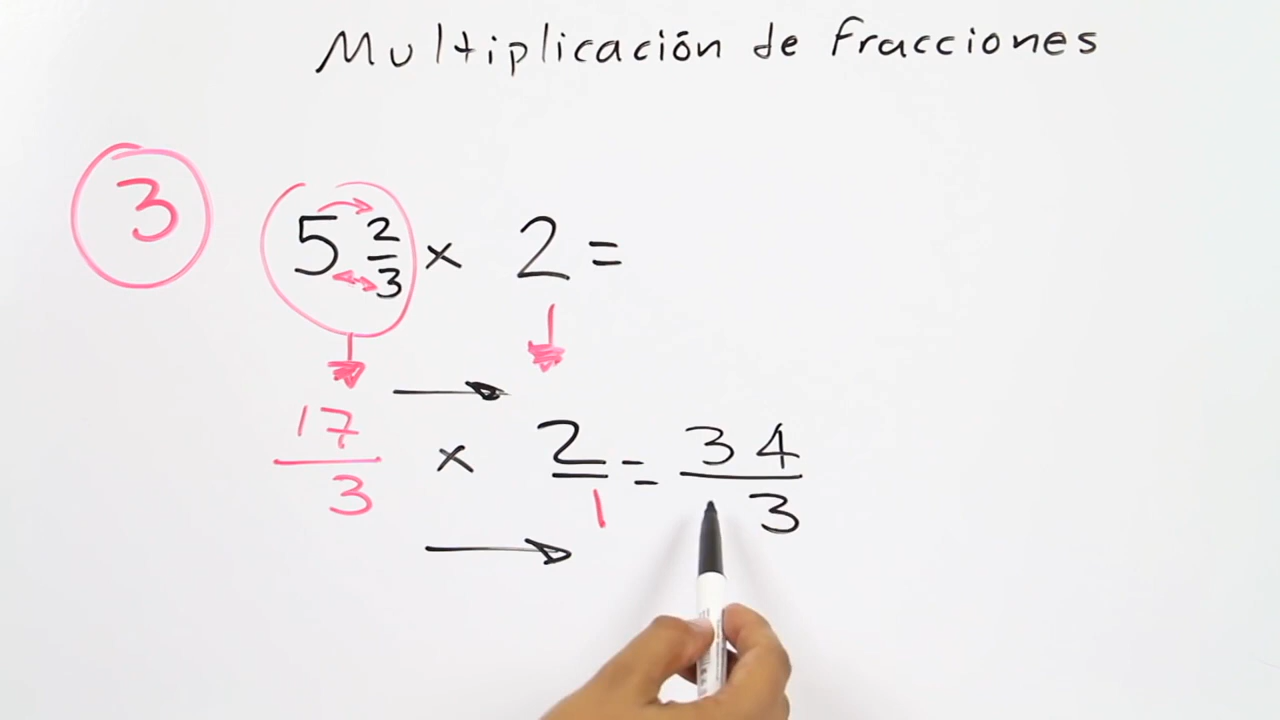 Multiplicación de fracciones
3
5 2/3 × 2 =
17/3 × 2/1 = 34/3